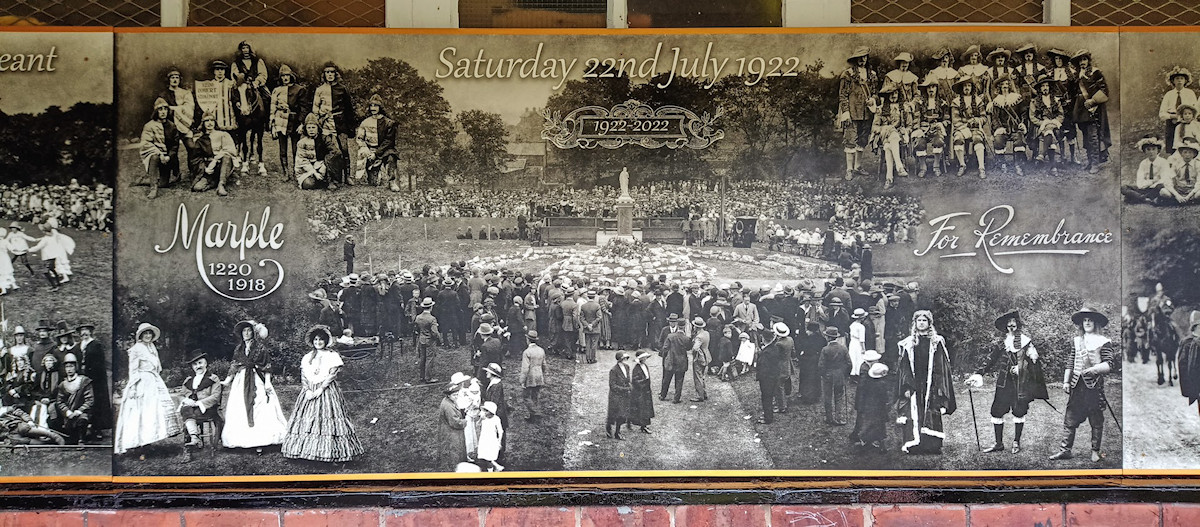 eant
Saturday 22nd July 1922
1922-2022
Marple
1220
1918
For Remembrance